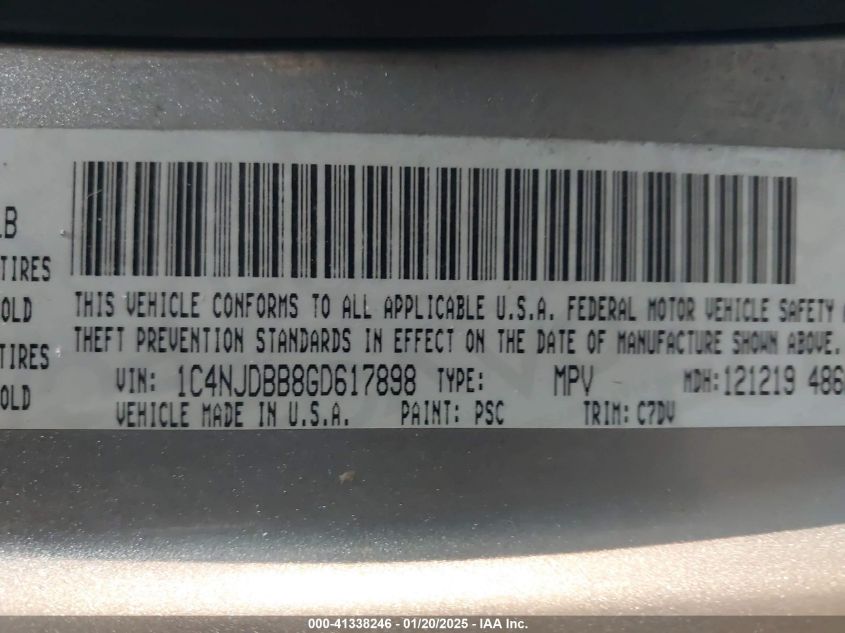 LB
TIRES
OLD
TIRES
OLD
THIS VEHICLE CONFORMS TO ALL APPLICABLE U.S.A. FEDERAL MOTOR VEHICLE SAFETY
THEFT PREVENTION STANDARDS IN EFFECT ON THE DATE OF MANUFACTURE SHOWN ABOVE.
VIN: 1C4NJDBB8GD617898 TYPE: MPV MDH:121219 486
VEHICLE MADE IN U.S.A. PAINT: PSC TRIM: C7DV
000-41338246 - 01/20/2025 - IAA Inc.